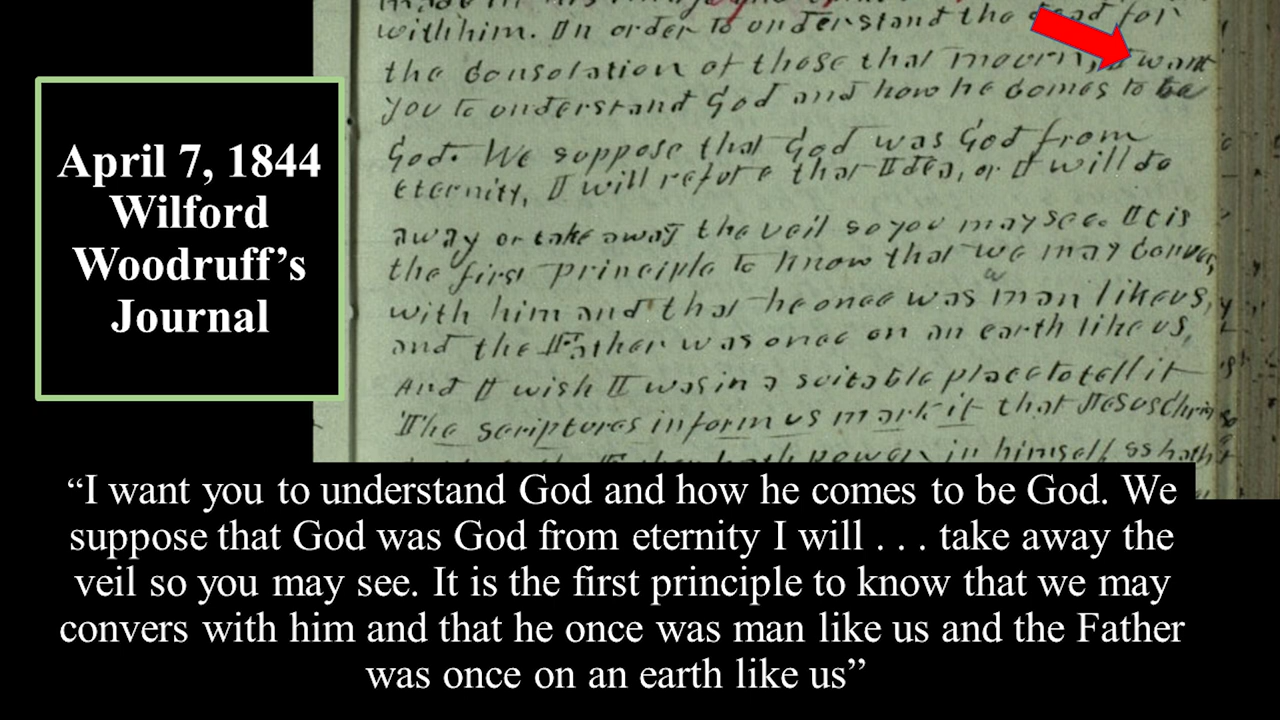 April 7, 1844
Wilford
Woodruff’s
Journal
with him. In order to understand the dead for
the consolation of those that mourn, I want
you to understand God and how he comes to be
God. We suppose that God was God from
eternity, I will refute that Idea, or I will do
away or take away the veil so you may see. It is
the first principle to know that we may convers
with him and that he once was a man like us,
and the Father was once on an earth like us,
And I wish I was in a suitable place to tell it
The scriptures inform us mark it that Jesus Chri
power in himself, as hath
“I want you to understand God and how he comes to be God. We
suppose that God was God from eternity I will . . . take away the
veil so you may see. It is the first principle to know that we may
convers with him and that he once was man like us and the Father
was once on an earth like us”